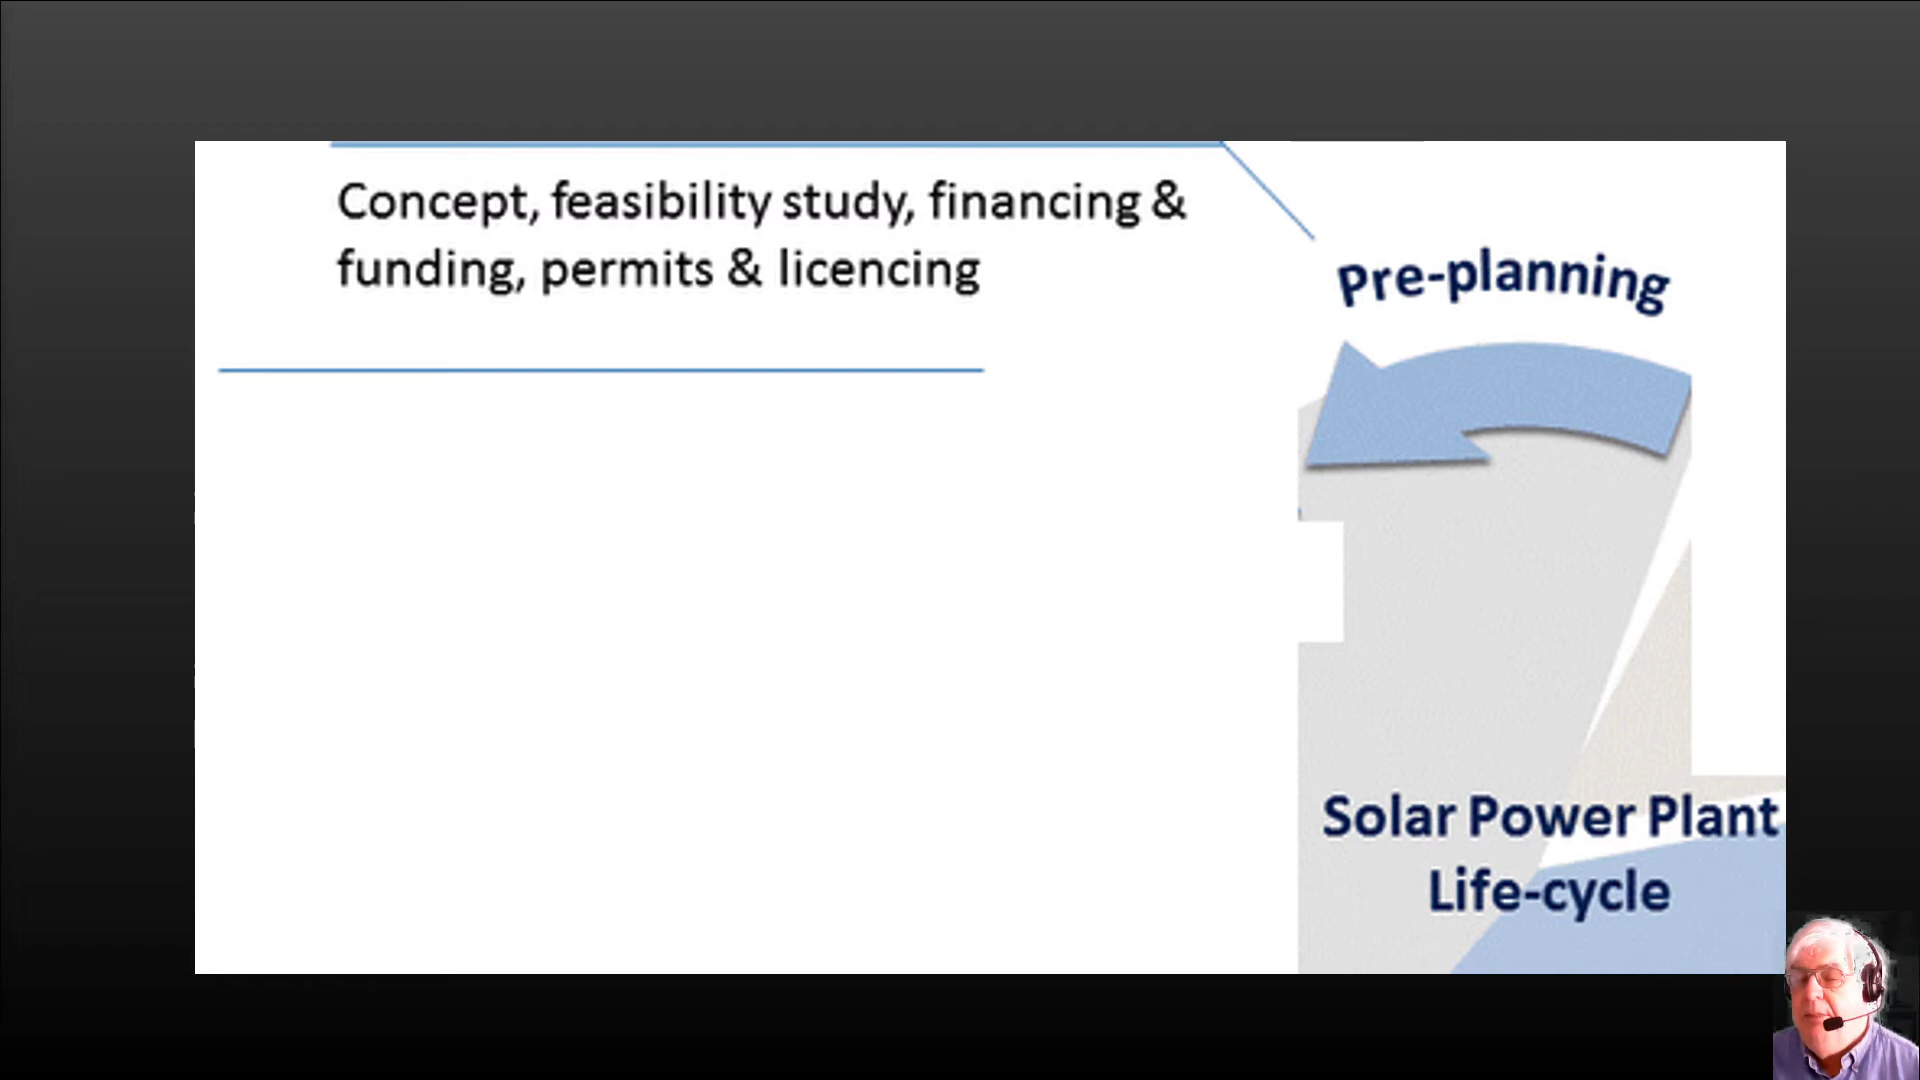 Concept, feasibility study, financing &
funding, permits & licencing
Pre-planning
Solar Power Plant
Life-cycle